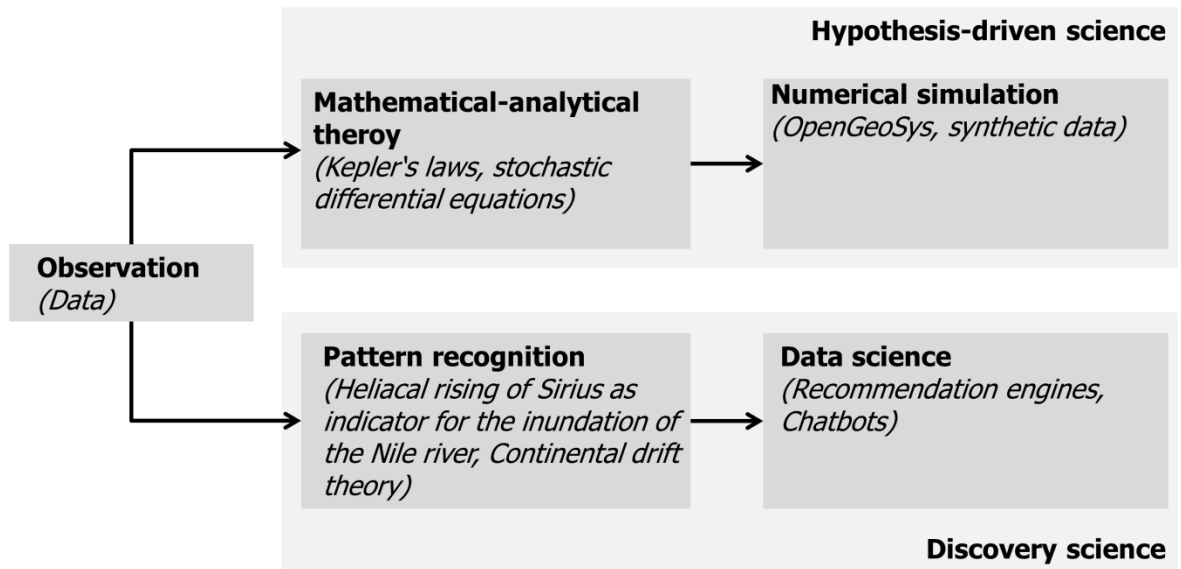 Hypothesis-driven science
Mathematical-analytical
theroy
(Kepler's laws, stochastic
differential equations)
Numerical simulation
(OpenGeoSys, synthetic data)
Observation
(Data)
Pattern recognition
(Heliacal rising of Sirius as
indicator for the inundation of
the Nile river, Continental drift
theory)
Data science
(Recommendation engines,
Chatbots)
Discovery science